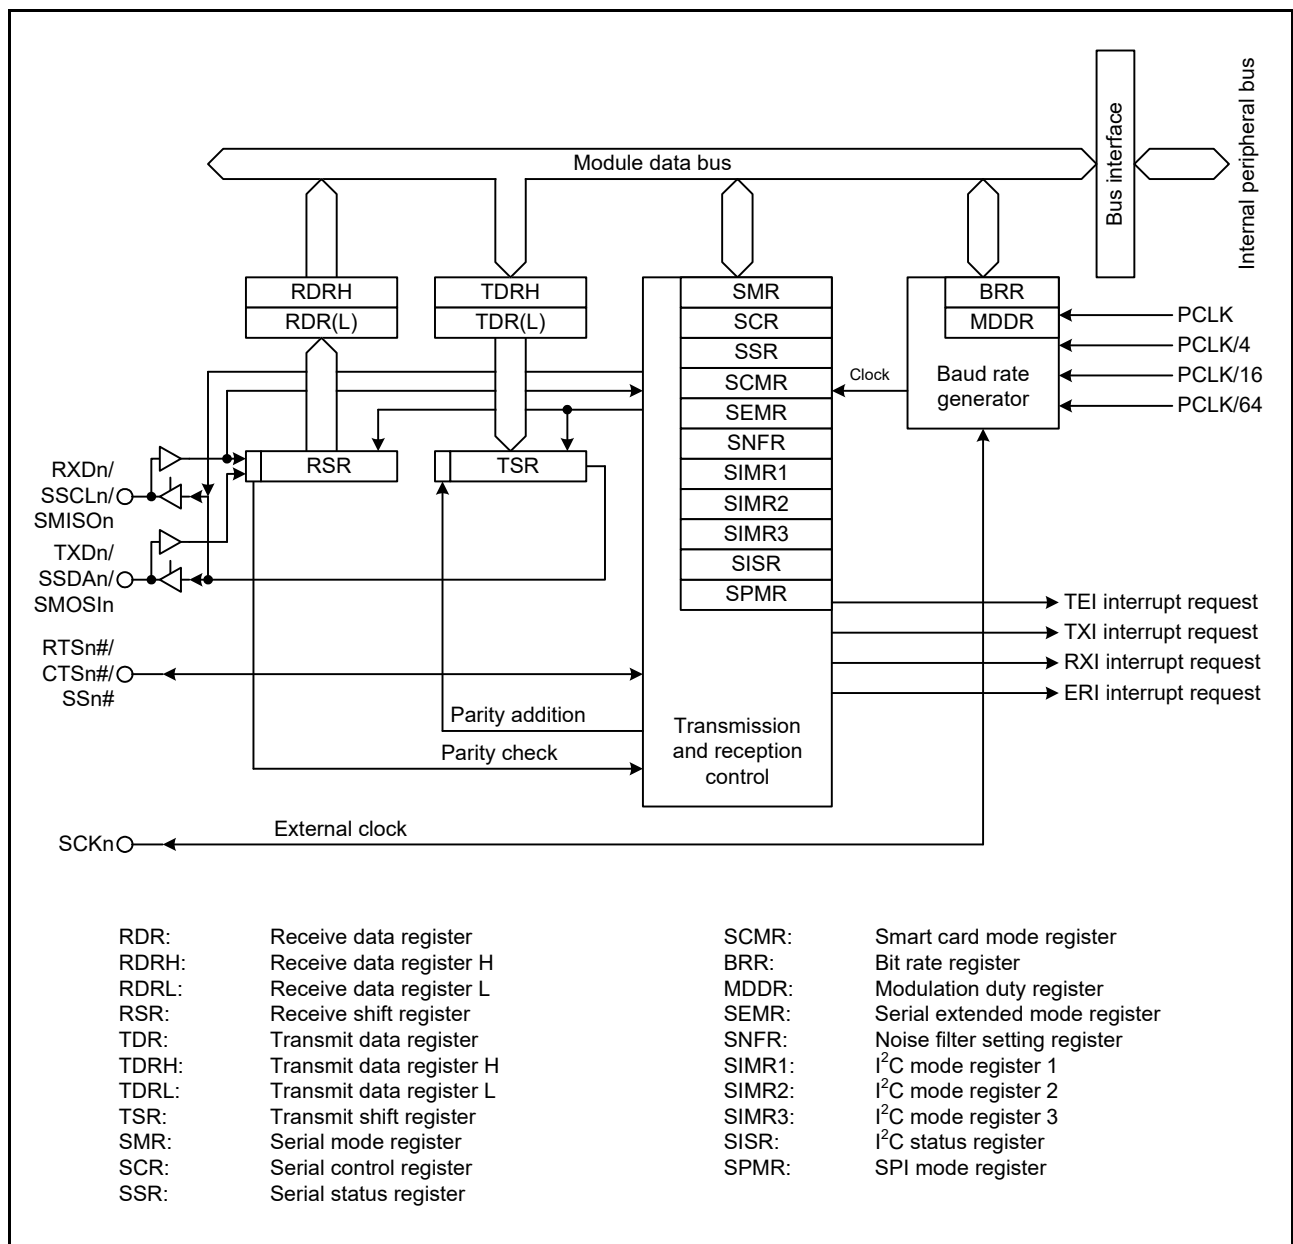 Module data bus
Bus interface
Internal peripheral bus
RDRH
RDR(L)
TDRH
TDR(L)
SMR
SCR
SSR
SCMR
SEMR
SNFR
SIMR1
SIMR2
SIMR3
SISR
SPMR
Transmission
and reception
control
BRR
MDDR
Baud rate
generator
Clock
PCLK
PCLK/4
PCLK/16
PCLK/64
RSR
TSR
RXDn/
SSCLn/
SMISOn
TXDn/
SSDAn/
SMOSIn
RTSn#/
CTSn#/
SSn#
TEI interrupt request
TXI interrupt request
RXI interrupt request
ERI interrupt request
Parity addition
Parity check
External clock
SCKn
RDR: Receive data register
RDRH: Receive data register H
RDRL: Receive data register L
RSR: Receive shift register
TDR: Transmit data register
TDRH: Transmit data register H
TDRL: Transmit data register L
TSR: Transmit shift register
SMR: Serial mode register
SCR: Serial control register
SSR: Serial status register
SCMR: Smart card mode register
BRR: Bit rate register
MDDR: Modulation duty register
SEMR: Serial extended mode register
SNFR: Noise filter setting register
SIMR1: I²C mode register 1
SIMR2: I²C mode register 2
SIMR3: I²C mode register 3
SISR: I²C status register
SPMR: SPI mode register